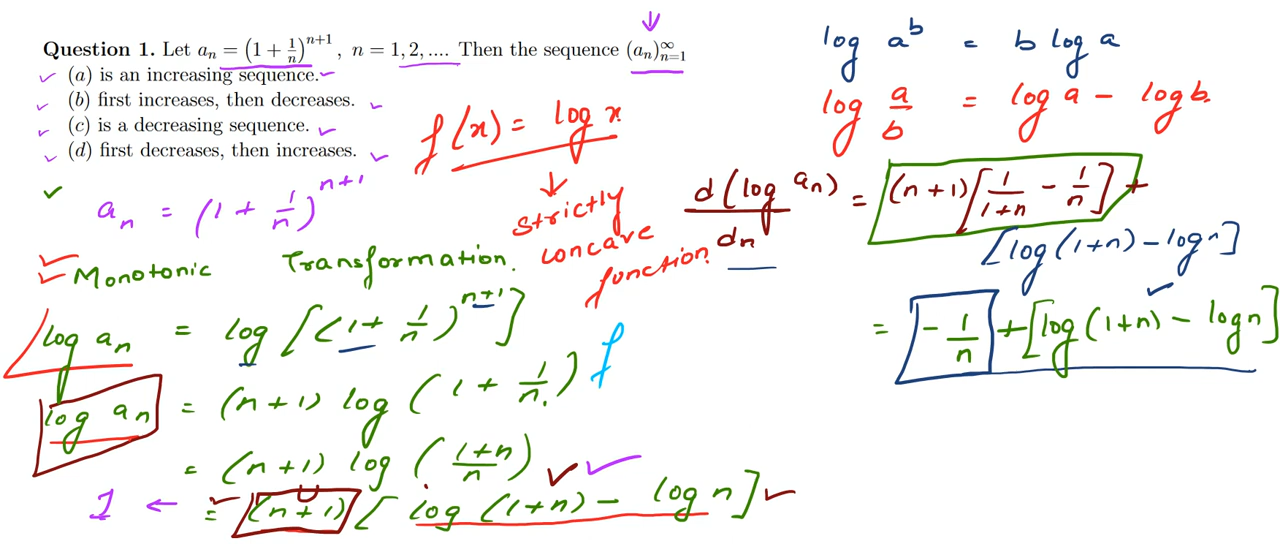 Question 1. Let aₙ = (1 + 1/n)ⁿ⁺¹ , n = 1, 2, .... Then the sequence (aₙ)ₙ₌₁^∞
(a) is an increasing sequence.
(b) first increases, then decreases.
(c) is a decreasing sequence.
(d) first decreases, then increases.
aₙ = (1 + 1/n)ⁿ⁺¹
Monotonic Transformation.
log aₙ = log [(1 + 1/n)ⁿ⁺¹]
log aₙ = (n+1) log (1 + 1/n)
= (n+1) log (1+n/n)
1 ← = (n+1) [log (1+n) − log n]
f(x) = log x
↓
strictly
concave
function.
f
log aᵇ = b log a
log a/b = log a − log b.
d(log aₙ)/dn = (n+1)[1/1+n − 1/n] +
[log (1+n) − log n]
= −1/n + [log (1+n) − log n]